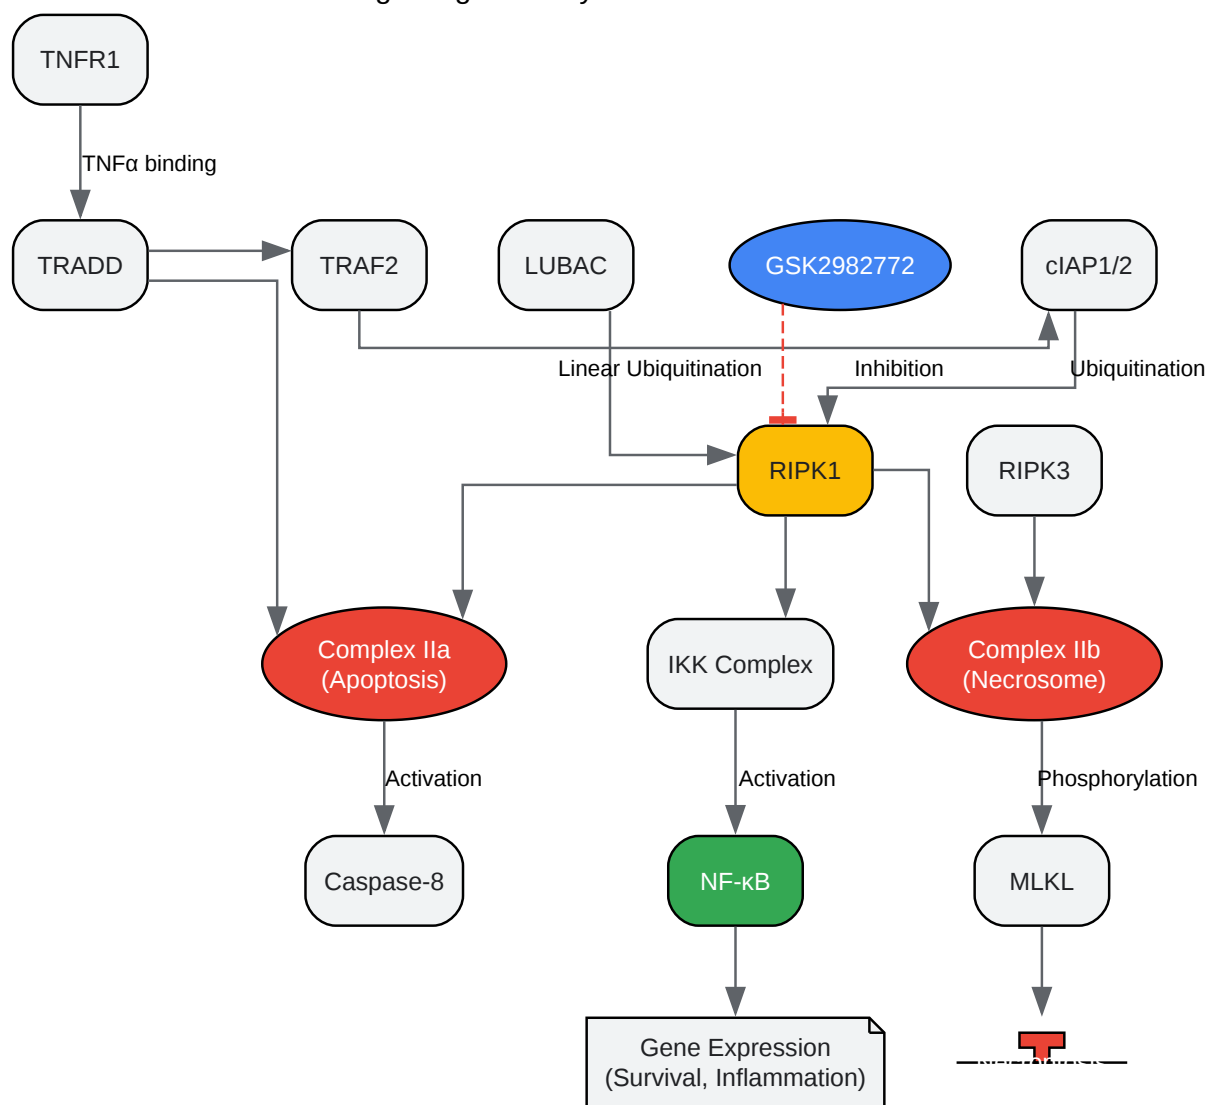 TNFR1
TNFα binding
TRADD
TRAF2
LUBAC
GSK2982772
cIAP1/2
Linear Ubiquitination
Inhibition
Ubiquitination
RIPK1
RIPK3
Complex IIa
(Apoptosis)
IKK Complex
Complex IIb
(Necrosome)
Activation
Activation
Phosphorylation
Caspase-8
NF-κB
MLKL
Gene Expression
(Survival, Inflammation)